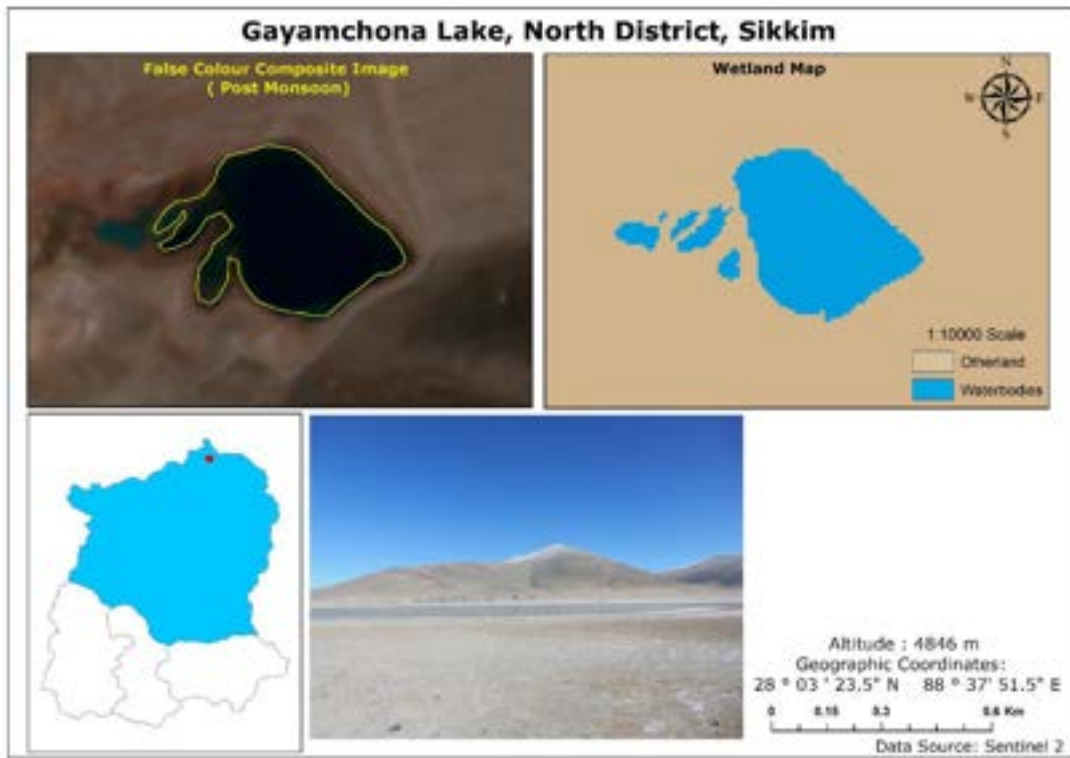 Gayamchona Lake, North District, Sikkim
False Colour Composite Image
( Post Monsoon)
Wetland Map
N
W
E
S
1:10000 Scale
Otherland
Waterbodies
Altitude : 4846 m
Geographic Coordinates:
28 ° 03 ' 23.5" N 88 ° 37' 51.5" E
0 0.15 0.3 0.6 Km
Data Source: Sentinel 2